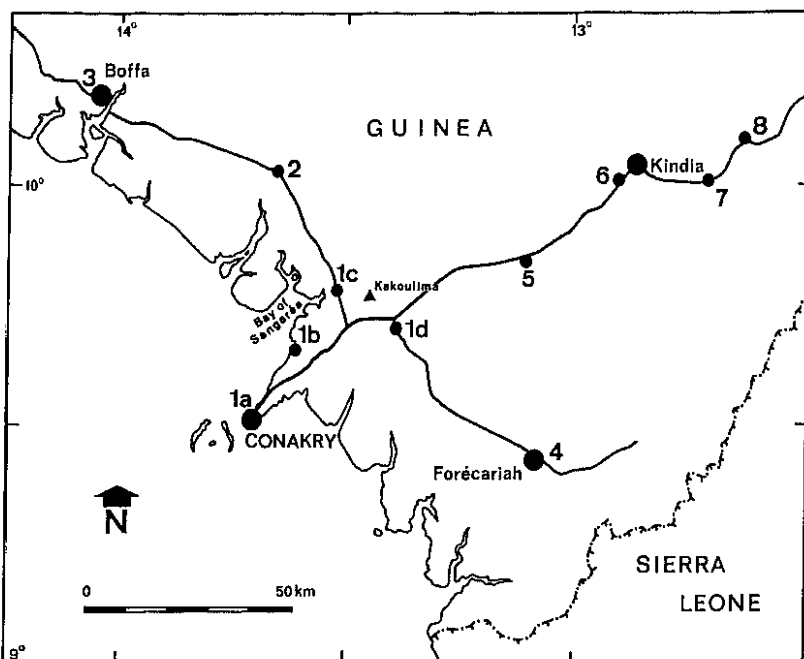 14°
13°
3
Boffa
GUINEA
8
2
Kindia
6
7
10°
5
1c
Kakoulima
Bay of
Sangaréa
1d
1b
1a
CONAKRY
4
Forécariah
N
0
50 km
SIERRA
LEONE
9°